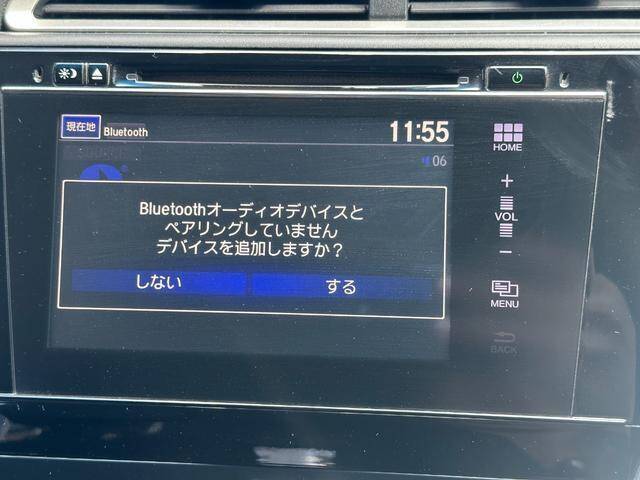 現在地 Bluetooth 11:55
06
HOME
Bluetoothオーディオデバイスと
ペアリングしていません
デバイスを追加しますか？
しない する
+
VOL
−
MENU
BACK